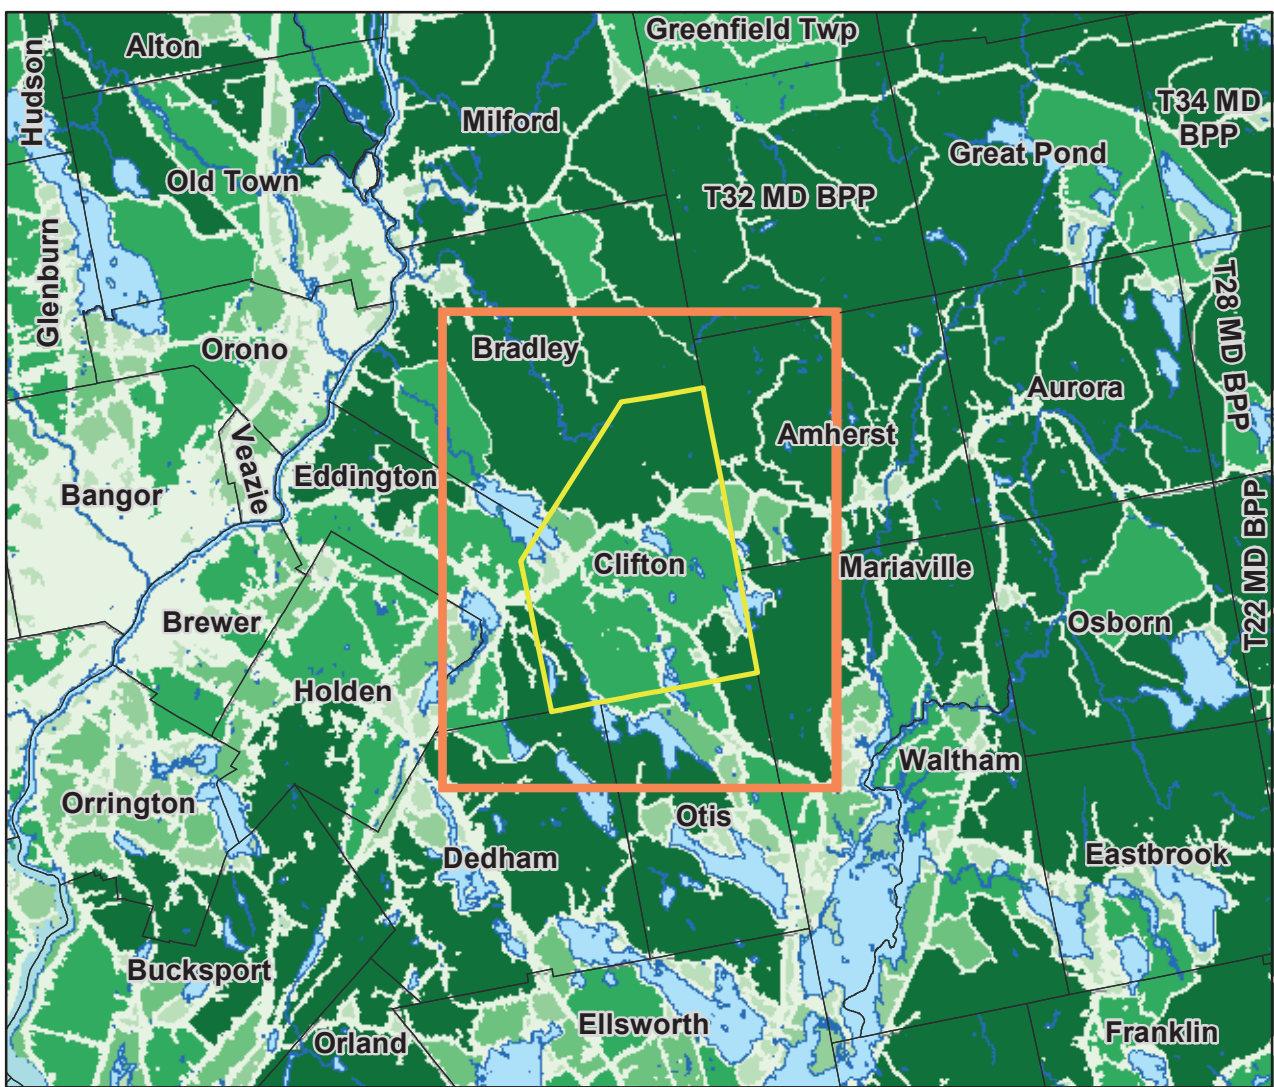 Greenfield Twp
Alton
Hudson
T34 MD
BPP
Milford
Great Pond
Old Town
T32 MD BPP
Glenburn
T28 MD BPP
Orono
Bradley
Aurora
Amherst
Veazie
Eddington
Bangor
T22 MD BPP
Clifton
Mariaville
Brewer
Osborn
Holden
Waltham
Orrington
Otis
Dedham
Eastbrook
Bucksport
Ellsworth
Franklin
Orland